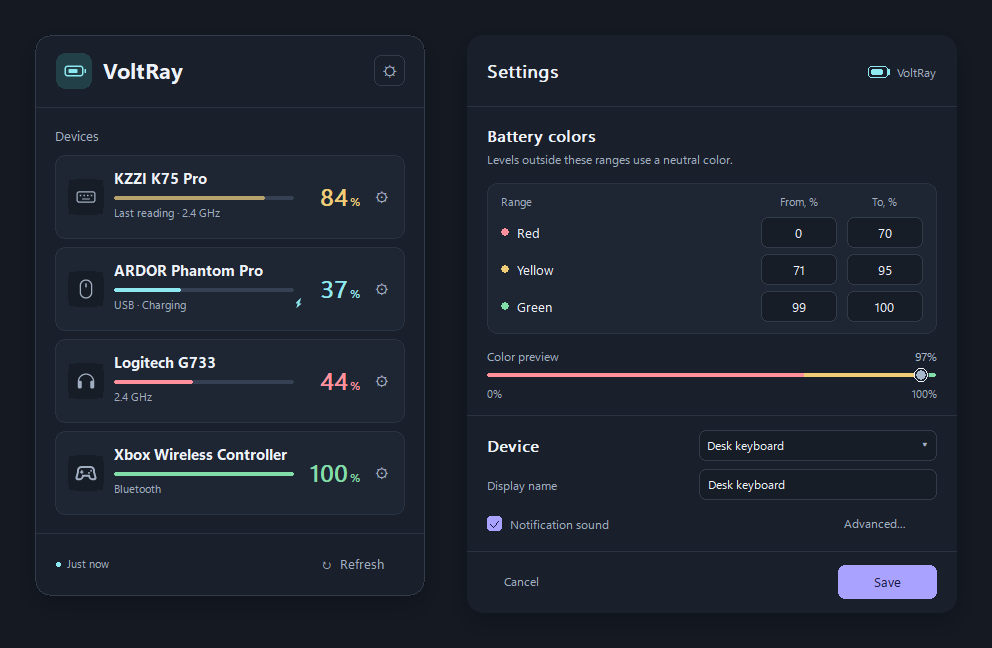 VoltRay
Devices
KZZI K75 Pro
84%
Last reading · 2.4 GHz
ARDOR Phantom Pro
37%
USB · Charging
Logitech G733
44%
2.4 GHz
Xbox Wireless Controller
100%
Bluetooth
Just now
Refresh
Settings
VoltRay
Battery colors
Levels outside these ranges use a neutral color.
Range From, % To, %
Red 0 70
Yellow 71 95
Green 99 100
Color preview 97%
0% 100%
Device Desk keyboard
Display name Desk keyboard
Notification sound Advanced...
Cancel Save